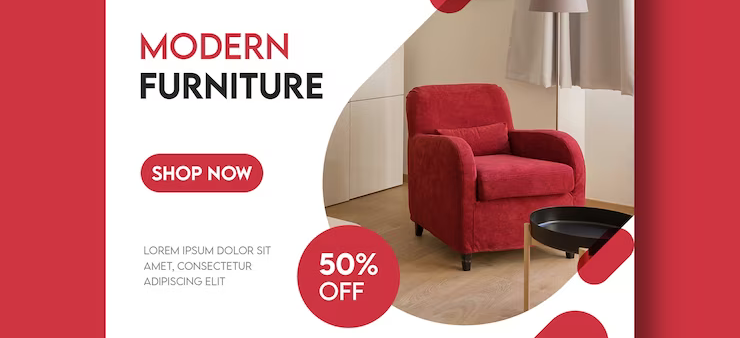 MODERN
FURNITURE
SHOP NOW
LOREM IPSUM DOLOR SIT
AMET, CONSECTETUR
ADIPISCING ELIT
50%
OFF